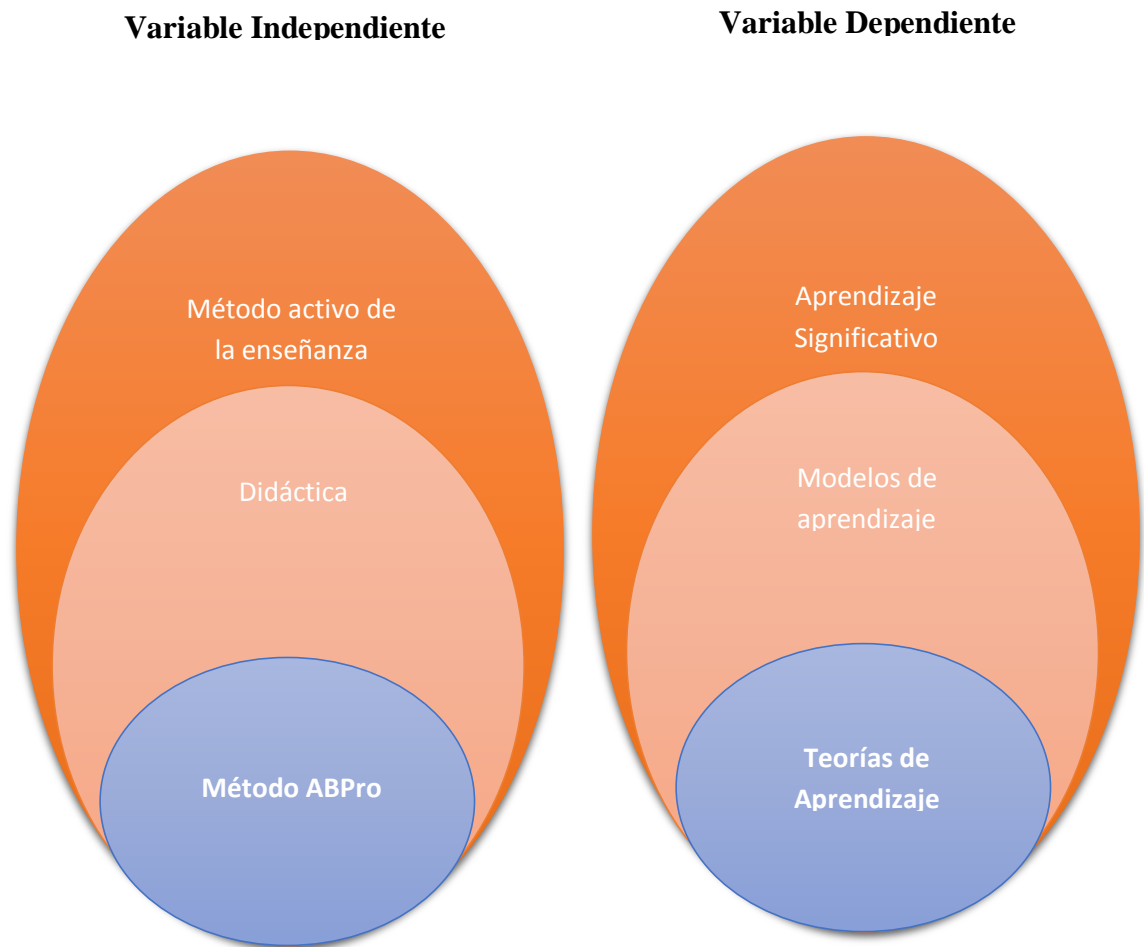 Variable Independiente
Variable Dependiente
Método activo de
la enseñanza
Didáctica
Método ABPro
Aprendizaje
Significativo
Modelos de
aprendizaje
Teorías de
Aprendizaje